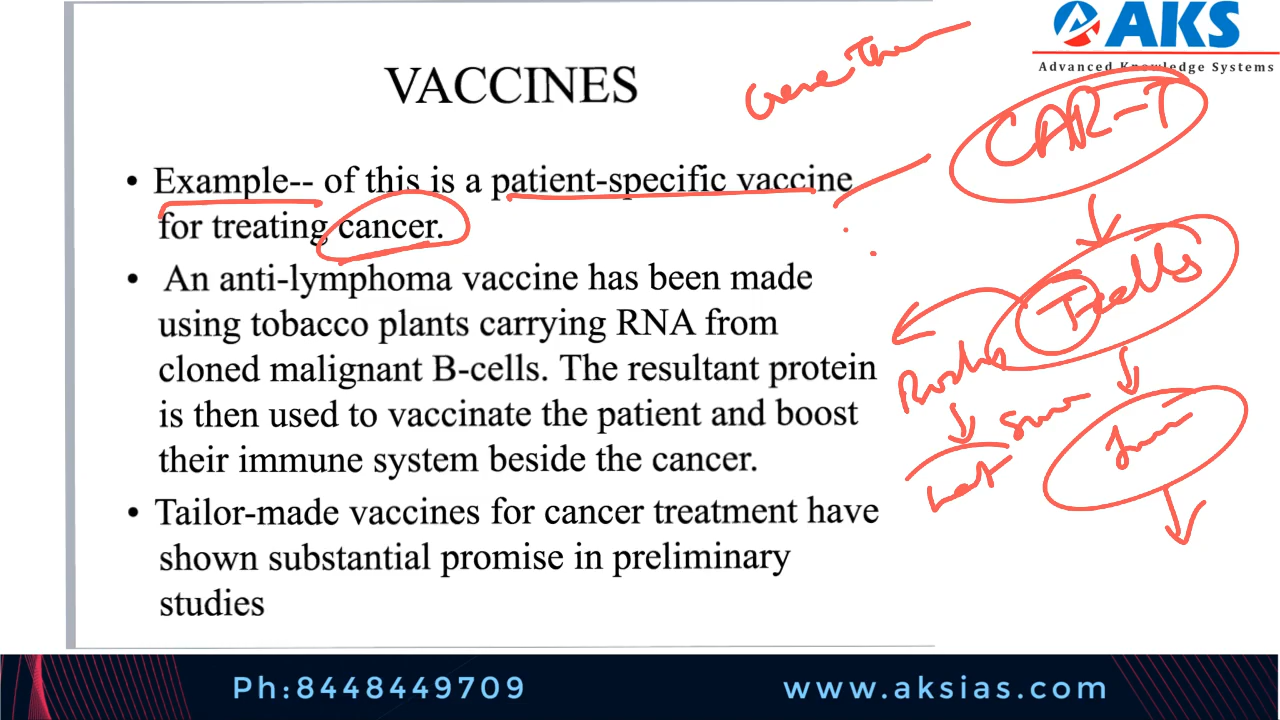 AKS
Advanced Knowledge Systems
VACCINES
Gene Ther
CAR-T
• Example-- of this is a patient-specific vaccine
for treating cancer.
• An anti-lymphoma vaccine has been made
using tobacco plants carrying RNA from
cloned malignant B-cells. The resultant protein
is then used to vaccinate the patient and boost
their immune system beside the cancer.
• Tailor-made vaccines for cancer treatment have
shown substantial promise in preliminary
studies
T-cells
Ph:8448449709
www.aksias.com